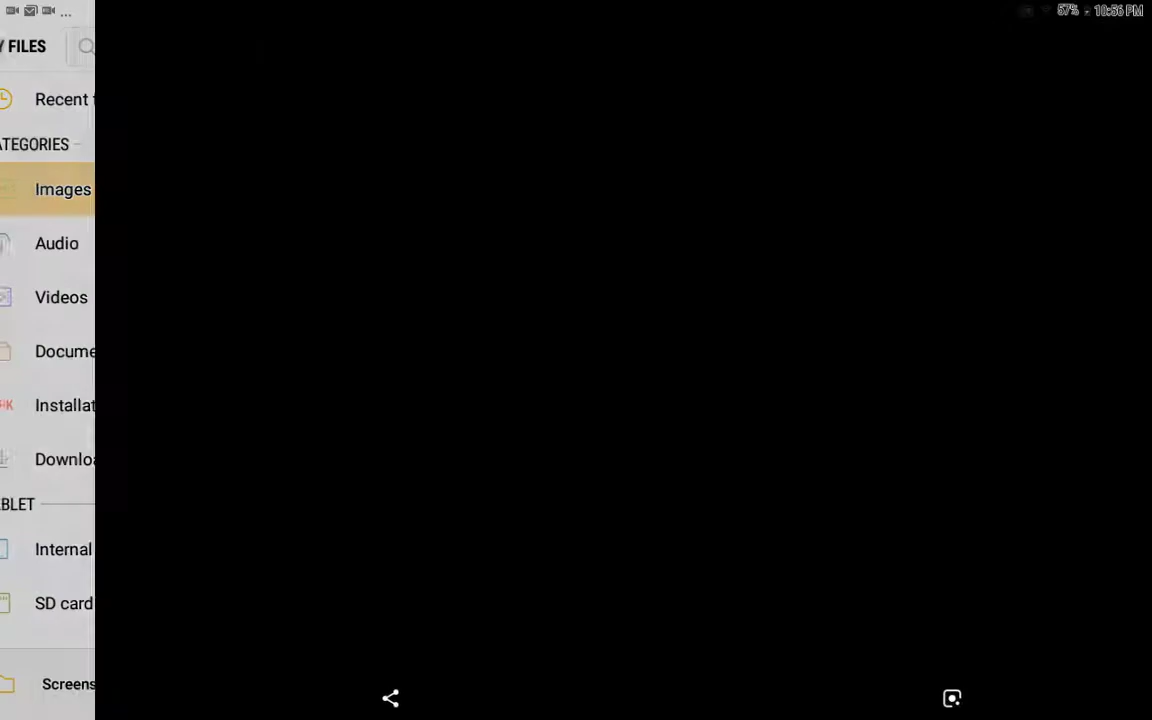 57% 10:56 PM
Y FILES
Recent
ATEGORIES
Images
Audio
Videos
Docume
Installat
Downloa
BLET
Internal
SD card
Screens